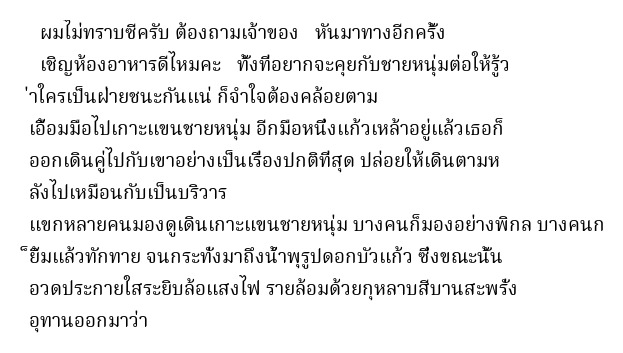 ผมไม่ทราบซีครับ ต้องถามเจ้าของ หันมาทางอีกครั้ง
เชิญห้องอาหารดีไหมคะ ทั้งที่อยากจะคุยกับชายหนุ่มต่อให้รู้ว
่าใครเป็นฝ่ายชนะกันแน่ ก็จำใจต้องคล้อยตาม
เอื้อมมือไปเกาะแขนชายหนุ่ม อีกมือหนึ่งแก้วเหล้าอยู่แล้วเธอก็
ออกเดินคู่ไปกับเขาอย่างเป็นเรื่องปกติที่สุด ปล่อยให้เดินตามห
ลังไปเหมือนกับเป็นบริวาร
แขกหลายคนมองดูเดินเกาะแขนชายหนุ่ม บางคนก็มองอย่างพิกล บางคนก
็ยิ้มแล้วทักทาย จนกระทั่งมาถึงน้ำพุรูปดอกบัวแก้ว ซึ่งขณะนั้น
อวดประกายใสระยิบล้อแสงไฟ รายล้อมด้วยกุหลาบสีบานสะพรั่ง
อุทานออกมาว่า